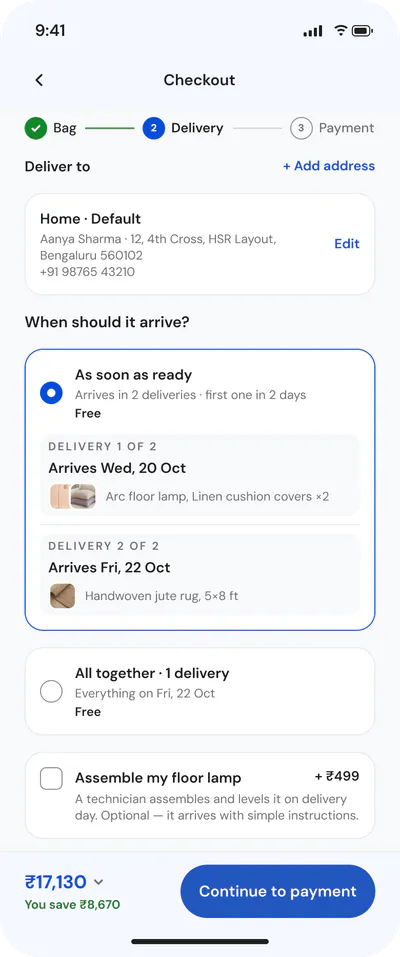 9:41
Checkout
Bag
2
Delivery
3
Payment
Deliver to
+ Add address
Home · Default
Aanya Sharma · 12, 4th Cross, HSR Layout,
Bengaluru 560102
+91 98765 43210
Edit
When should it arrive?
As soon as ready
Arrives in 2 deliveries · first one in 2 days
Free
DELIVERY 1 OF 2
Arrives Wed, 20 Oct
Arc floor lamp, Linen cushion covers ×2
DELIVERY 2 OF 2
Arrives Fri, 22 Oct
Handwoven jute rug, 5×8 ft
All together · 1 delivery
Everything on Fri, 22 Oct
Free
Assemble my floor lamp
+ ₹499
A technician assembles and levels it on delivery
day. Optional — it arrives with simple instructions.
₹17,130
You save ₹8,670
Continue to payment